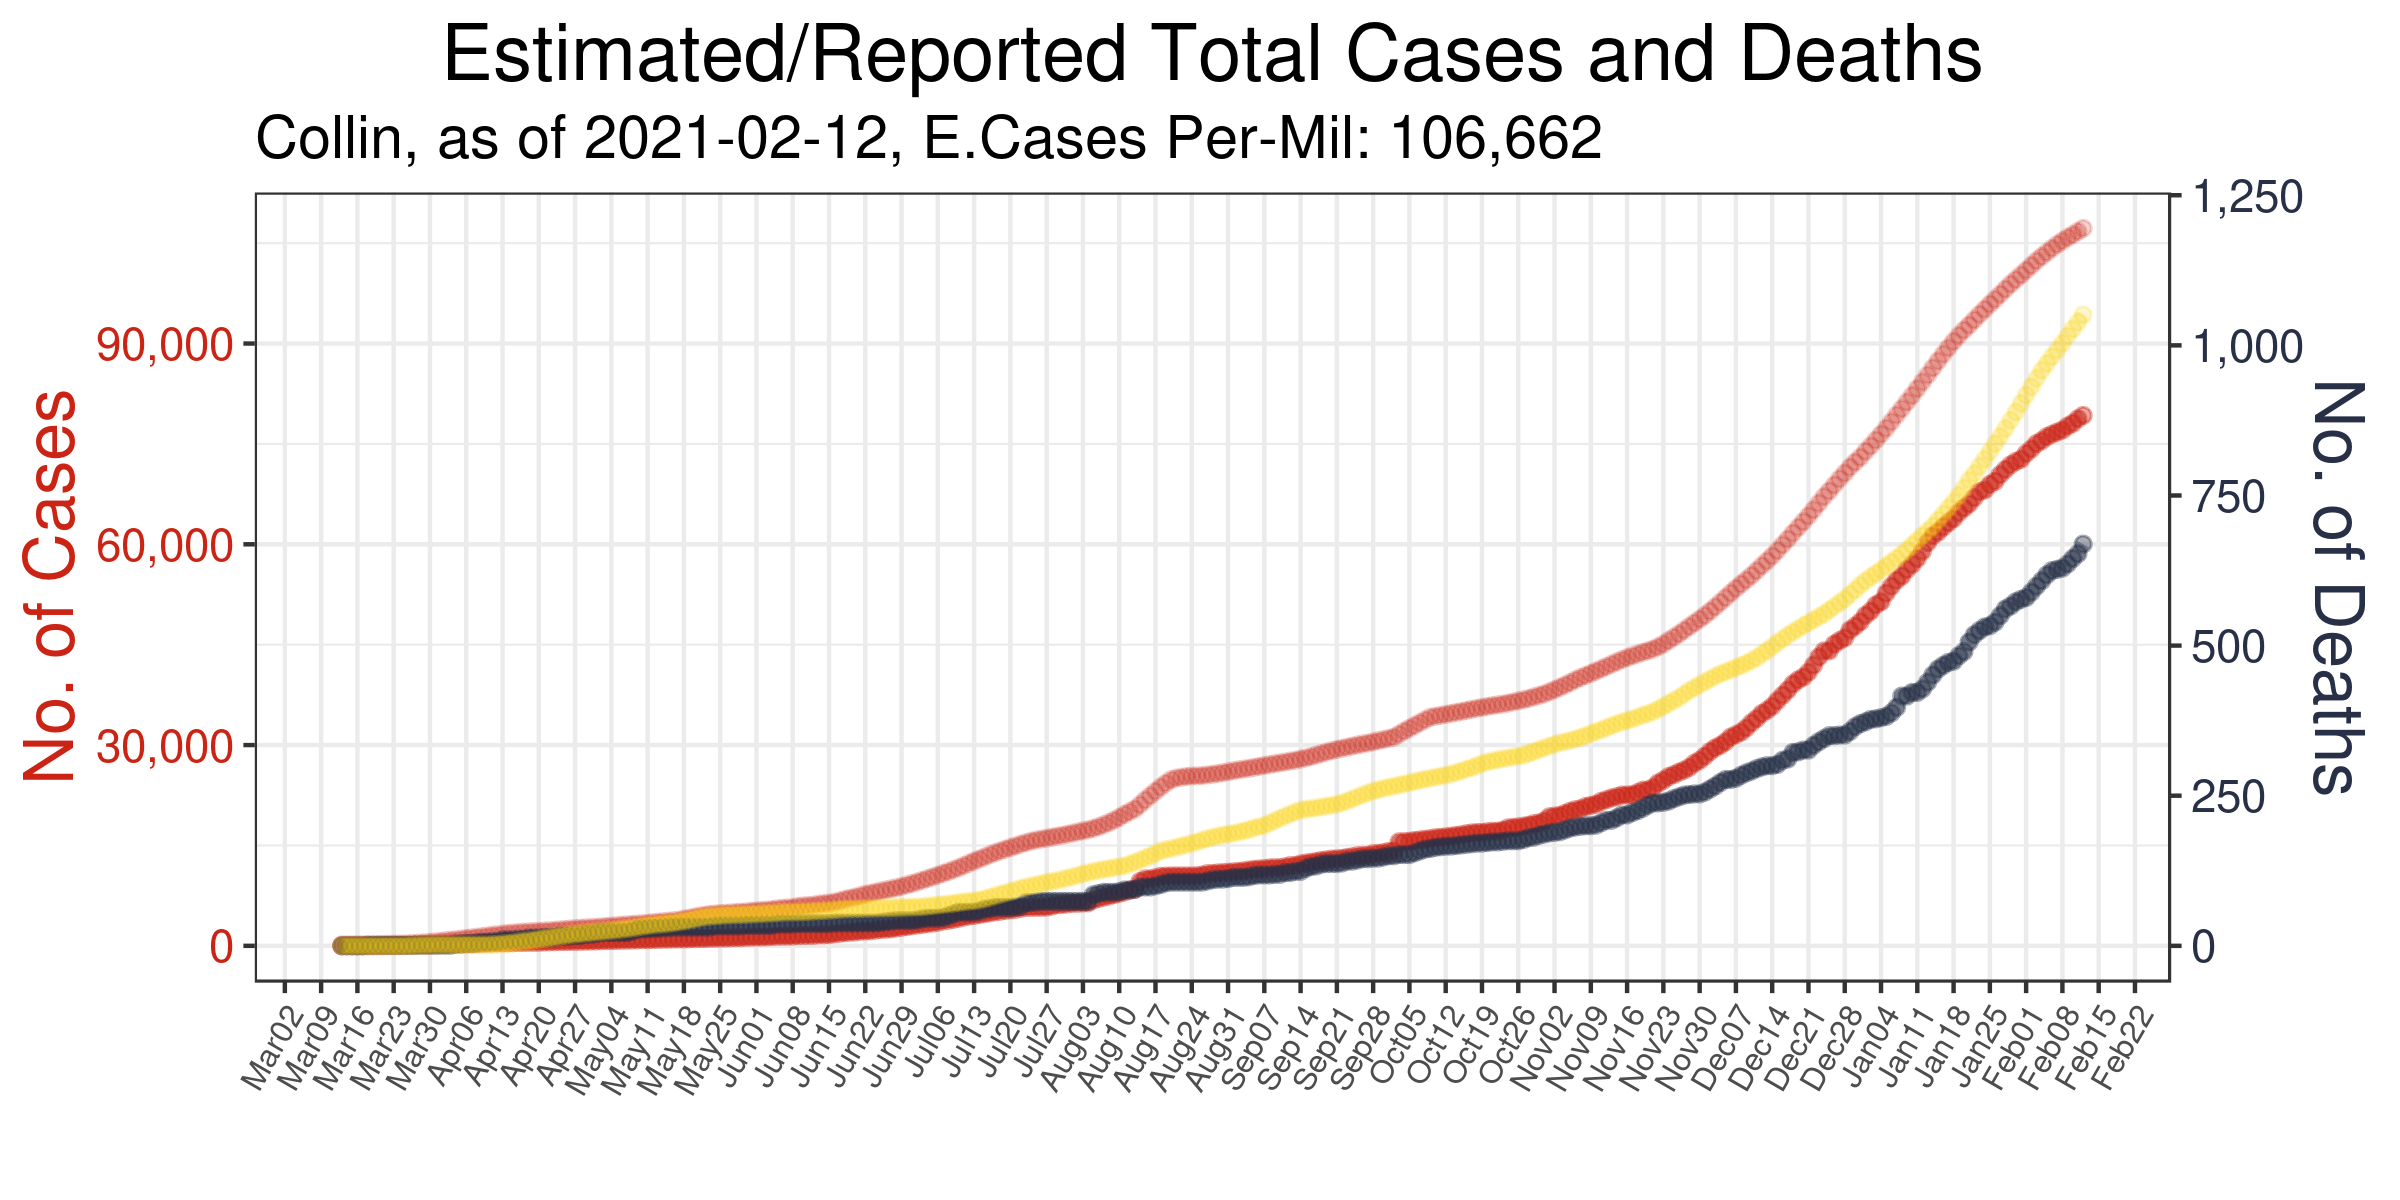 Estimated/Reported Total Cases and Deaths
Collin, as of 2021-02-12, E.Cases Per-Mil: 106,662
No. of Cases
90,000
60,000
30,000
0
1,250
1,000
750
500
250
0
No. of Deaths
Mar02
Mar09
Mar16
Mar23
Mar30
Apr06
Apr13
Apr20
Apr27
May04
May11
May18
May25
Jun01
Jun08
Jun15
Jun22
Jun29
Jul06
Jul13
Jul20
Jul27
Aug03
Aug10
Aug17
Aug24
Aug31
Sep07
Sep14
Sep21
Sep28
Oct05
Oct12
Oct19
Oct26
Nov02
Nov09
Nov16
Nov23
Nov30
Dec07
Dec14
Dec21
Dec28
Jan04
Jan11
Jan18
Jan25
Feb01
Feb08
Feb15
Feb22